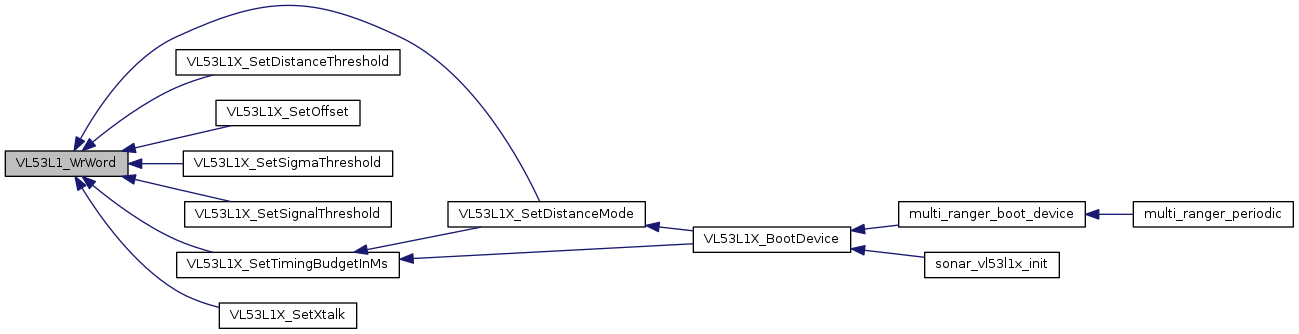 VL53L1_WrWord
VL53L1X_SetDistanceThreshold
VL53L1X_SetOffset
VL53L1X_SetSigmaThreshold
VL53L1X_SetSignalThreshold
VL53L1X_SetTimingBudgetInMs
VL53L1X_SetXtalk
VL53L1X_SetDistanceMode
VL53L1X_BootDevice
multi_ranger_boot_device
sonar_vl53l1x_init
multi_ranger_periodic